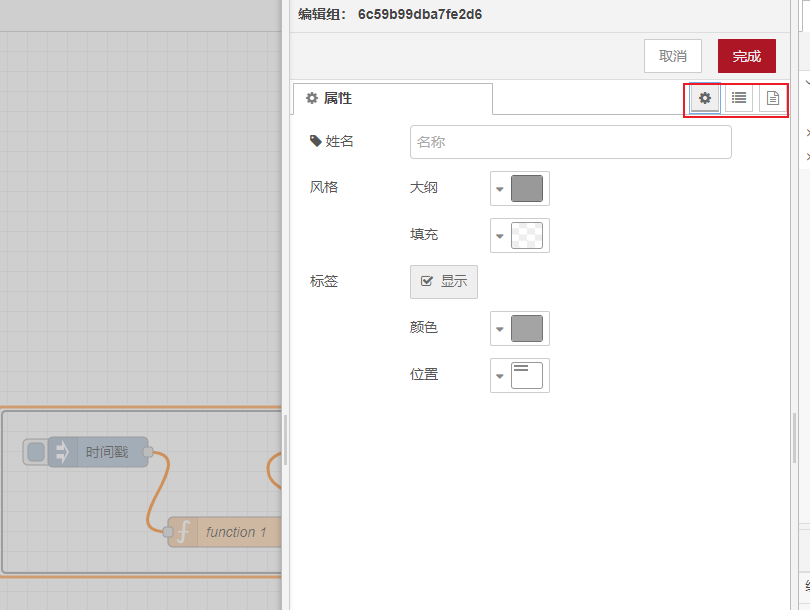 编辑组： 6c59b99dba7fe2d6
取消
完成
属性
姓名
名称
风格
大纲
填充
标签
显示
颜色
位置
时间戳
function 1